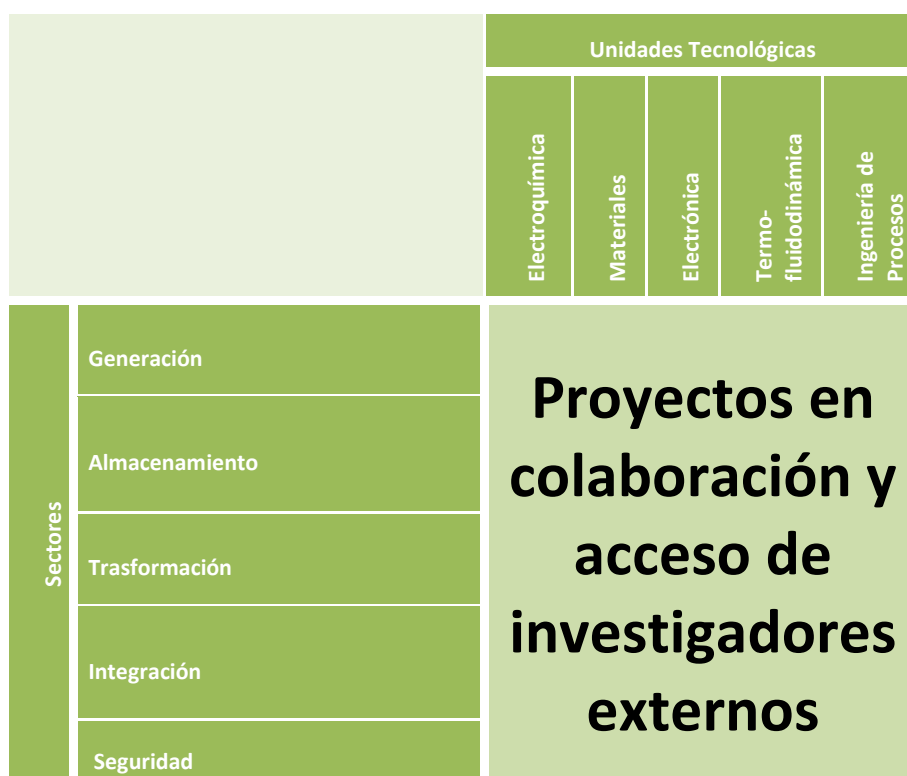 Unidades Tecnológicas
Electroquímica
Materiales
Electrónica
Termo-
fluidodinámica
Ingeniería de
Procesos
Sectores
Generación
Almacenamiento
Trasformación
Integración
Seguridad
Proyectos en
colaboración y
acceso de
investigadores
externos